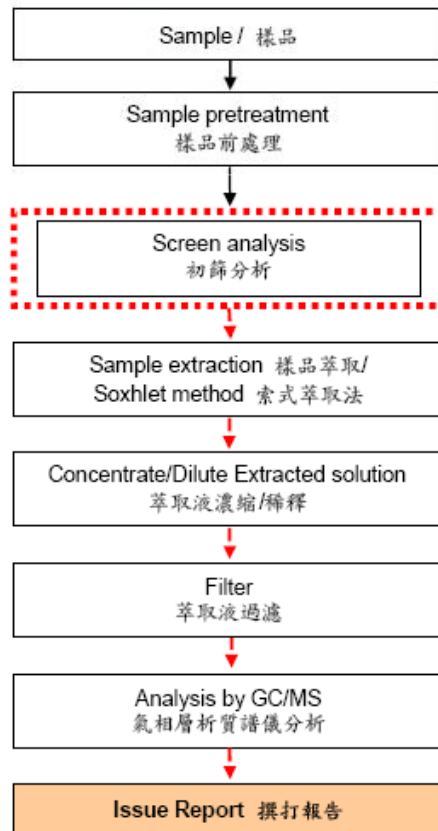 Sample / 樣品
Sample pretreatment
樣品前處理
Screen analysis
初篩分析
Sample extraction 樣品萃取/
Soxhlet method 索式萃取法
Concentrate/Dilute Extracted solution
萃取液濃縮/稀釋
Filter
萃取液過濾
Analysis by GC/MS
氣相層析質譜儀分析
Issue Report 撰打報告